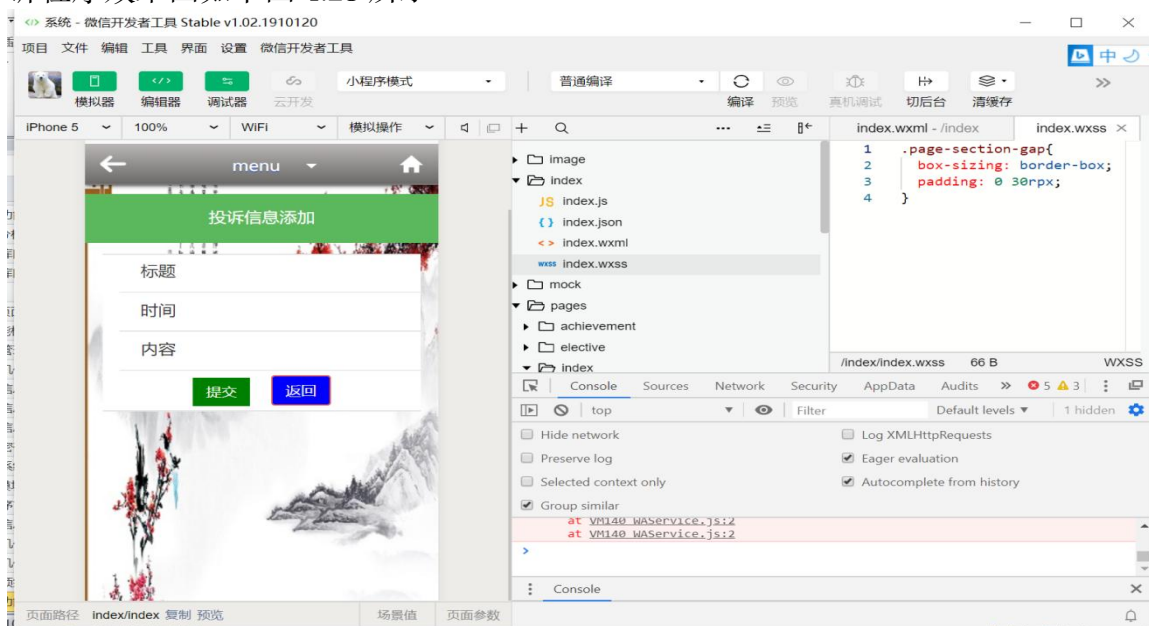 系统 - 微信开发者工具 Stable v1.02.1910120
项目 文件 编辑 工具 界面 设置 微信开发者工具
中
模拟器 编辑器 调试器 云开发 小程序模式 普通编译 编译 预览 真机调试 切后台 清缓存
iPhone 5 100% WiFi 模拟操作
index.wxml - /index index.wxss
menu
投诉信息添加
标题
时间
内容
提交 返回
image
index
JS index.js
{ } index.json
< > index.wxml
wxss index.wxss
mock
pages
achievement
elective
index
1 .page-section-gap{
2 box-sizing: border-box;
3 padding: 0 30rpx;
4 }
/index/index.wxss 66 B WXSS
Console Sources Network Security AppData Audits 5 3
top Filter Default levels 1 hidden
Hide network Log XMLHttpRequests
Preserve log Eager evaluation
Selected context only Autocomplete from history
Group similar
at VM140 WAService.js:2
at VM140 WAService.js:2
>
Console
页面路径 index/index 复制 预览 场景值 页面参数